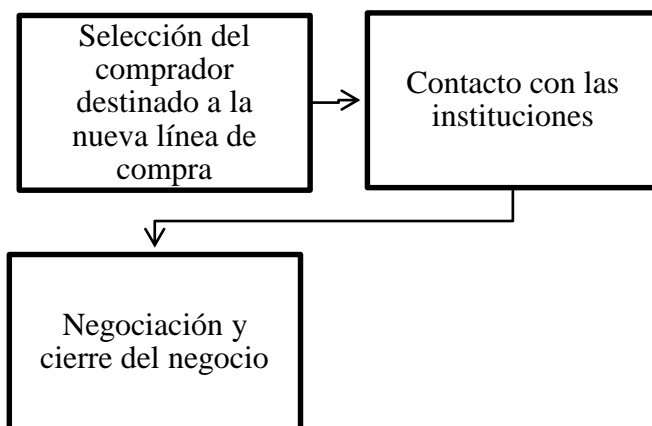 Selección del
comprador
destinado a la
nueva línea de
compra
Contacto con las
instituciones
Negociación y
cierre del negocio